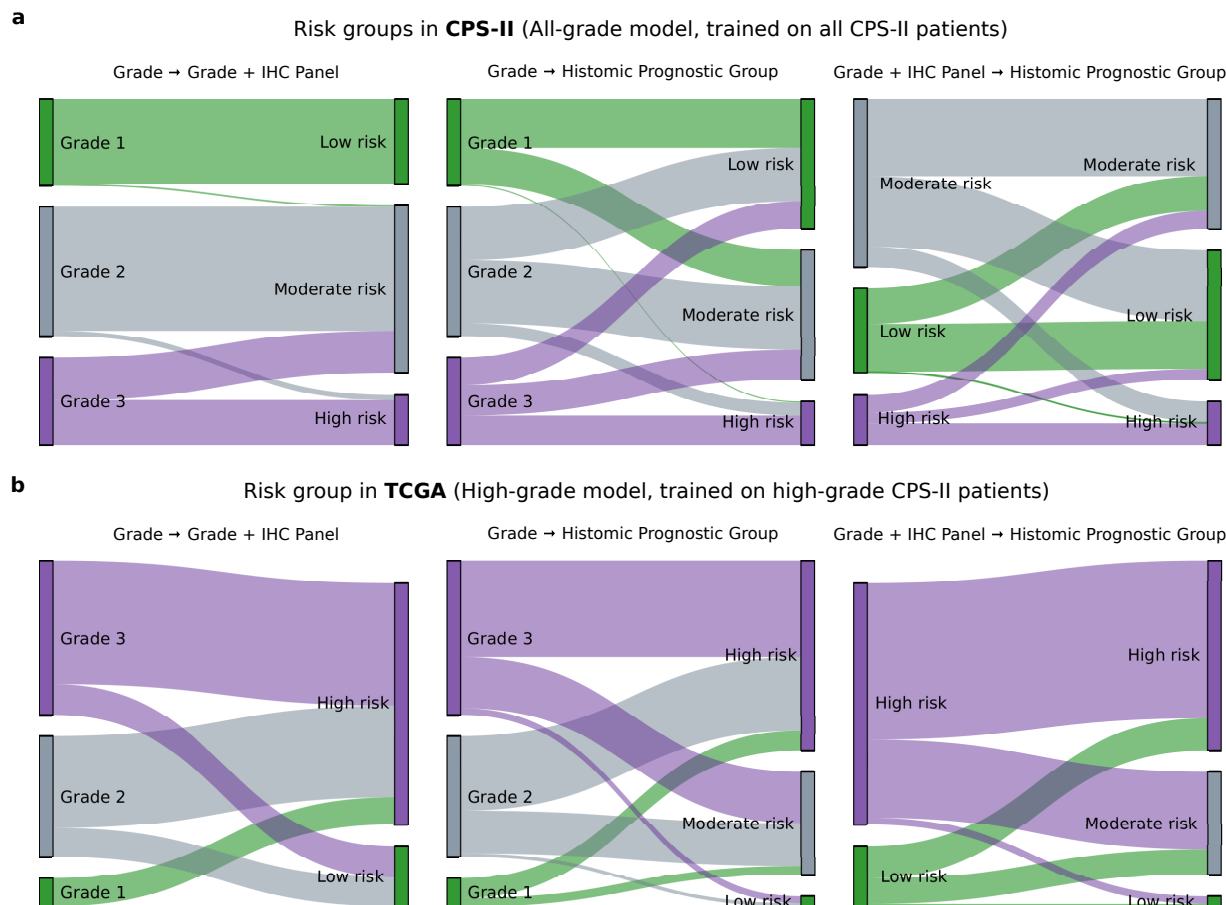 a
Risk groups in CPS-II (All-grade model, trained on all CPS-II patients)
Grade → Grade + IHC Panel
Grade → Histomic Prognostic Group
Grade + IHC Panel → Histomic Prognostic Group
Grade 1
Low risk
Grade 2
Moderate risk
Grade 3
High risk
Grade 1
Low risk
Grade 2
Moderate risk
Grade 3
High risk
Moderate risk
Moderate risk
Low risk
Low risk
High risk
High risk
b
Risk group in TCGA (High-grade model, trained on high-grade CPS-II patients)
Grade → Grade + IHC Panel
Grade → Histomic Prognostic Group
Grade + IHC Panel → Histomic Prognostic Group
Grade 3
High risk
Grade 2
Low risk
Grade 1
Grade 3
High risk
Grade 2
Moderate risk
Grade 1
Low risk
High risk
High risk
Moderate risk
Low risk
Low risk